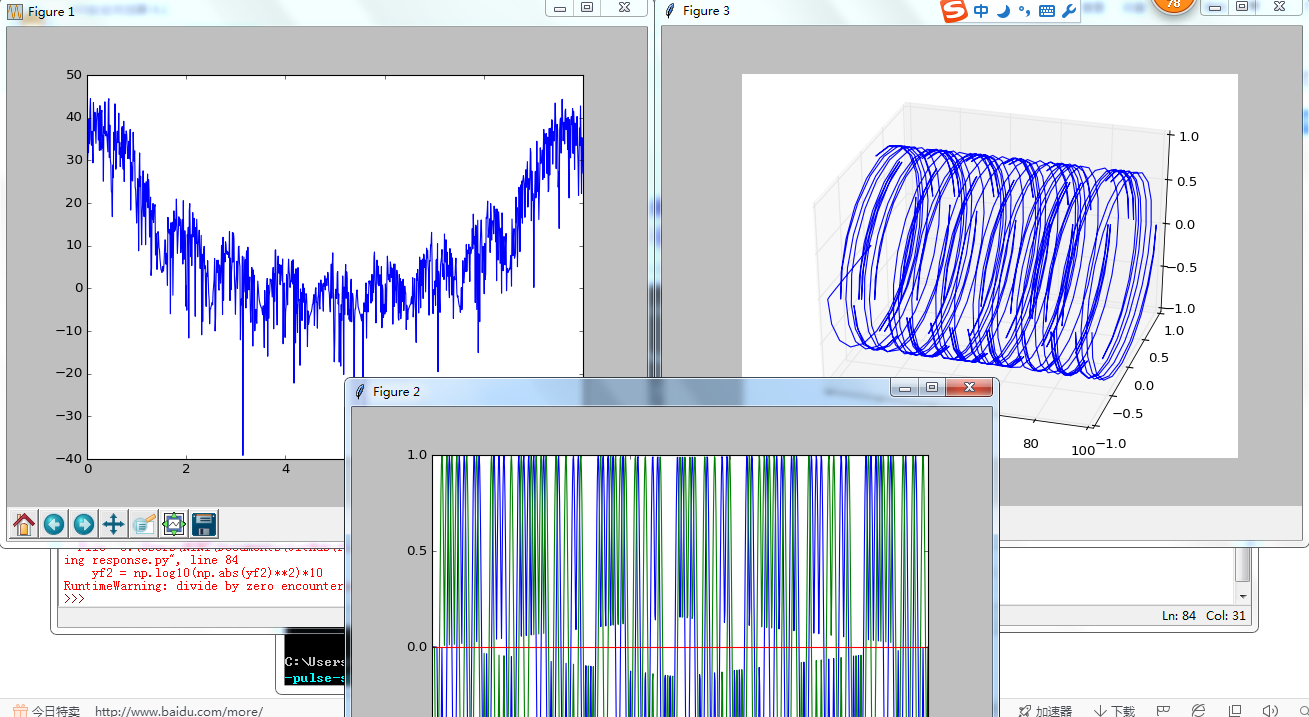 Figure 1
50
40
30
20
10
0
−10
−20
−30
−40
0
2
4
Figure 3
中
78
1.0
0.5
0.0
−0.5
−1.0
1.0
0.5
0.0
−0.5
−1.0
80
100
Figure 2
1.0
0.5
0.0
ing response.py", line 84
yf2 = np.log10(np.abs(yf2)**2)*10
RuntimeWarning: divide by zero encounter
>>>
Ln: 84 Col: 31
C:\Users
-pulse-s
今日特卖 http://www.baidu.com/more/
加速器 下载